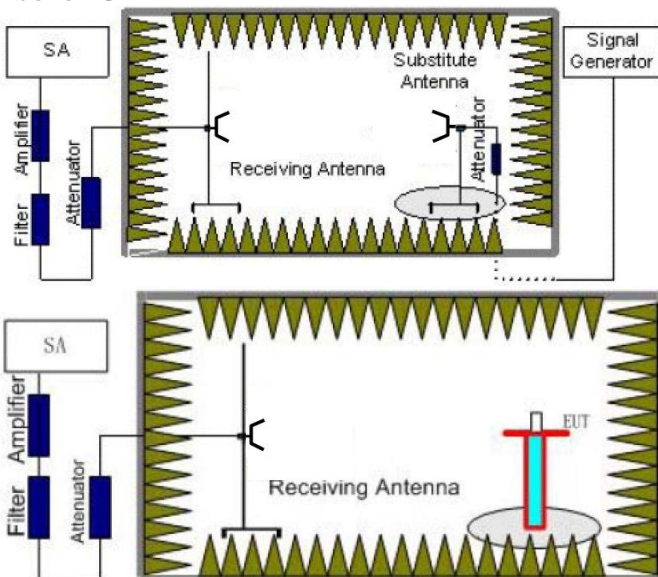 SA
Signal
Generator
Substitute
Antenna
Amplifier
Attenuator
Receiving Antenna
Attenuator
Filter
SA
Amplifier
EUT
Receiving Antenna
Attenuator
Filter